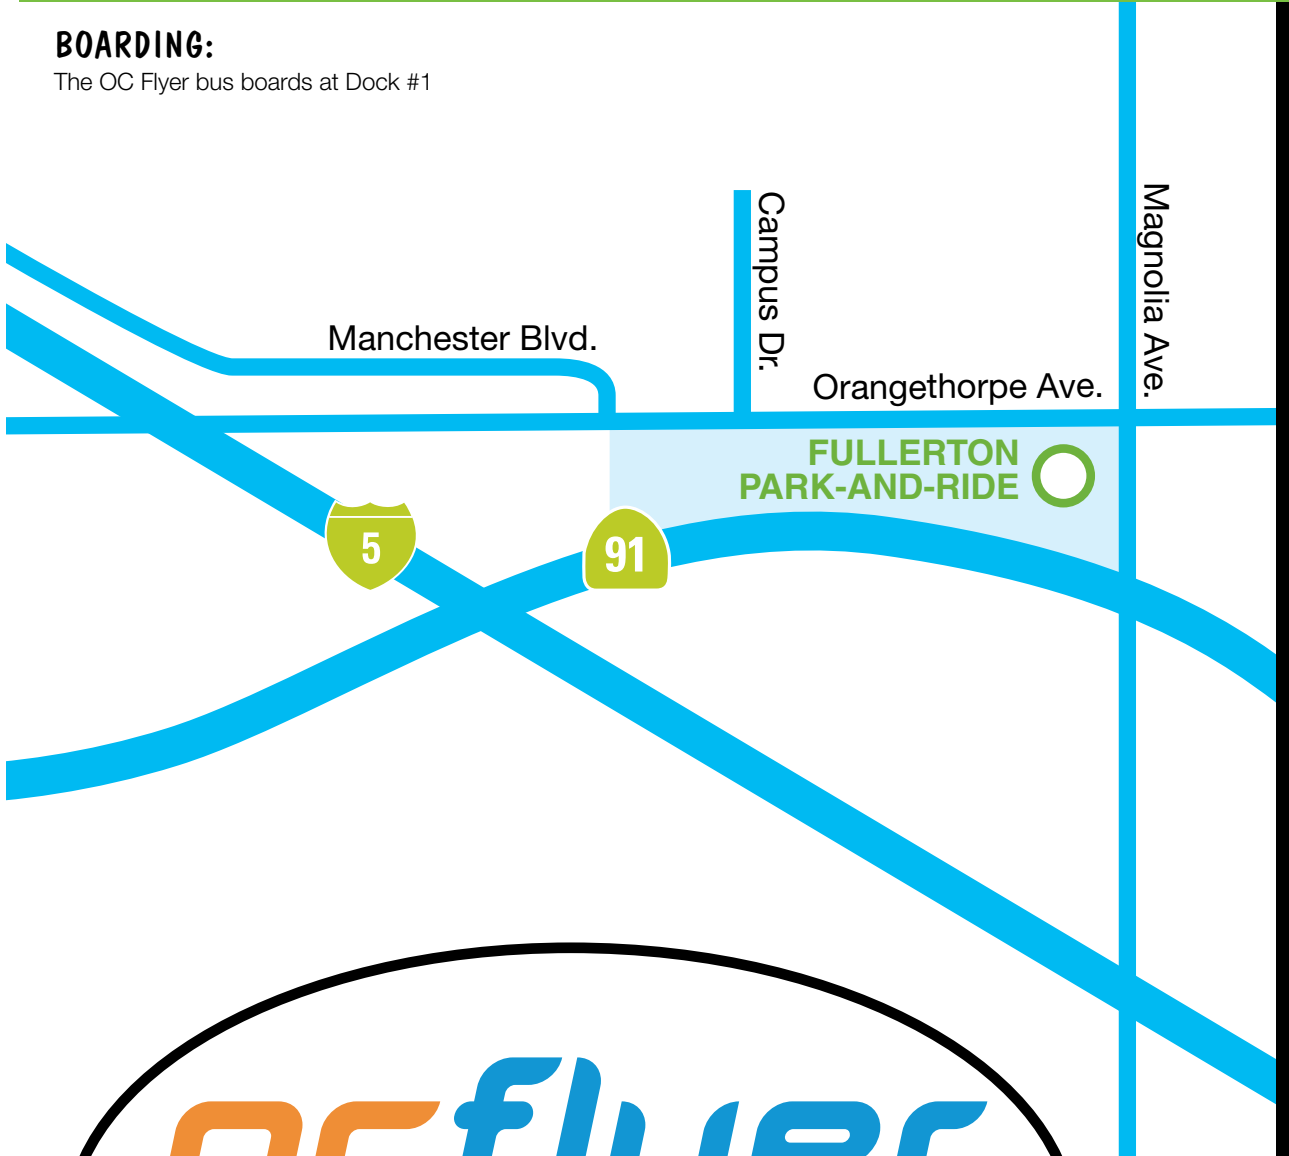 BOARDING:
The OC Flyer bus boards at Dock #1
Campus Dr.
Magnolia Ave.
Manchester Blvd.
Orangethorpe Ave.
FULLERTON
PARK-AND-RIDE
5
91
ocflyer